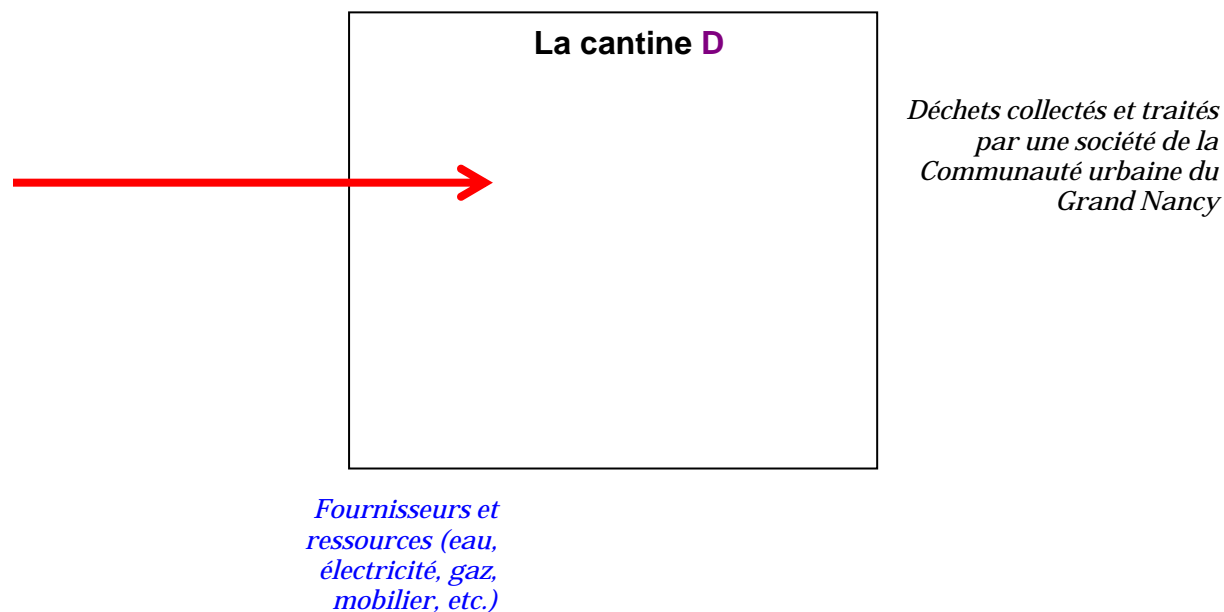 La cantine D
Déchets collectés et traités
par une société de la
Communauté urbaine du
Grand Nancy
Fournisseurs et
ressources (eau,
électricité, gaz,
mobilier, etc.)